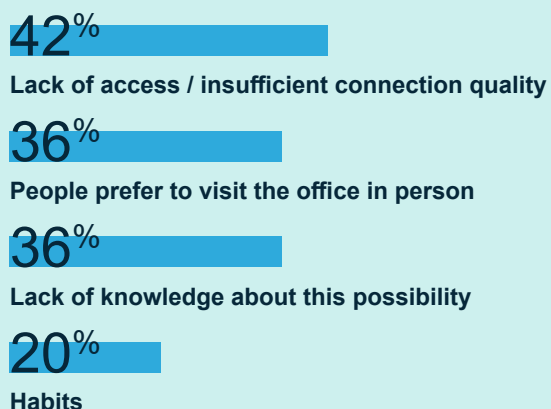 42%
Lack of access / insufficient connection quality
36%
People prefer to visit the office in person
36%
Lack of knowledge about this possibility
20%
Habits